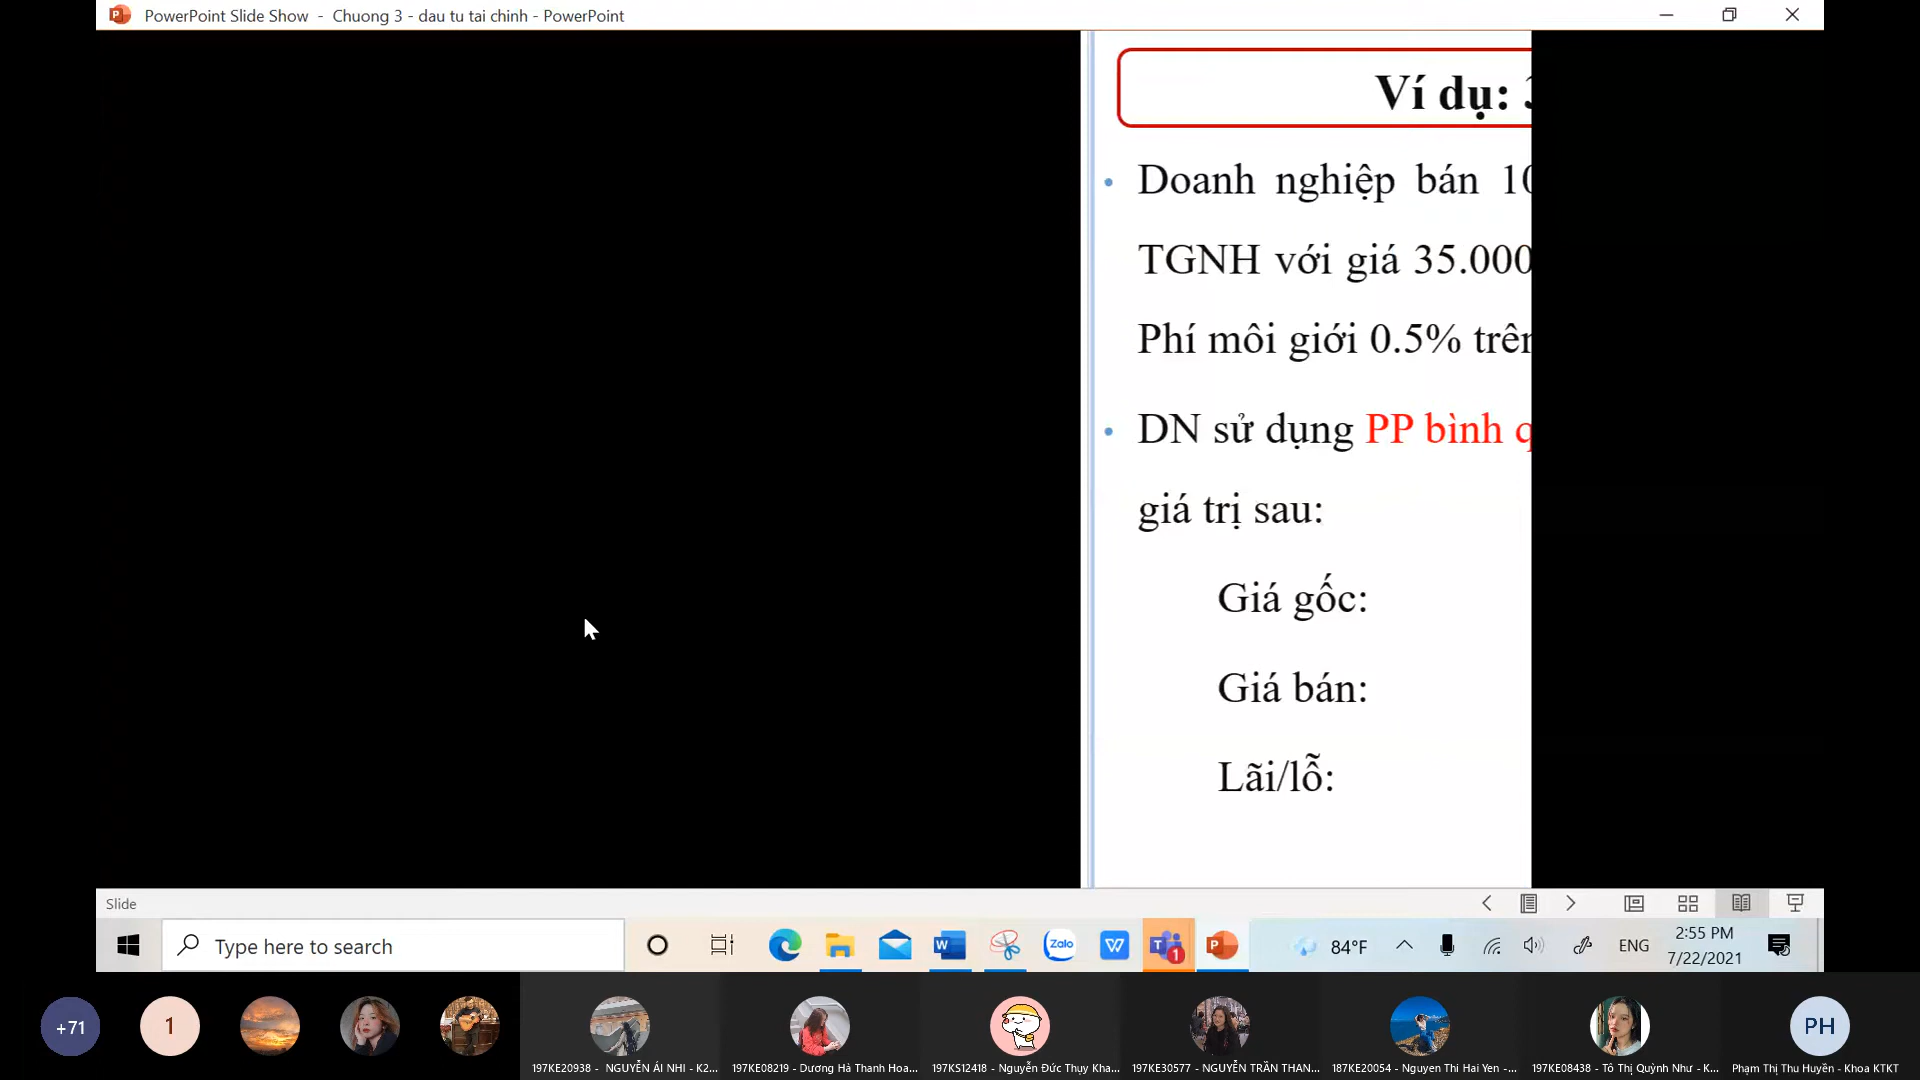 PowerPoint Slide Show - Chuong 3 - dau tu tai chinh - PowerPoint
Ví dụ:
Doanh nghiệp bán 10
TGNH với giá 35.000
Phí môi giới 0.5% trên
DN sử dụng PP bình q
giá trị sau:
Giá gốc:
Giá bán:
Lãi/lỗ:
Slide
Type here to search
Zalo
84°F
ENG
2:55 PM
7/22/2021
+71
1
PH
197KE20938 - NGUYỄN ÁI NHI - K2...
197KE08219 - Dương Hà Thanh Hoa...
197KS12418 - Nguyễn Đức Thụy Kha...
197KE30577 - NGUYỄN TRẦN THAN...
187KE20054 - Nguyen Thi Hai Yen -...
197KE08438 - Tô Thị Quỳnh Như - K...
Phạm Thị Thu Huyền - Khoa KTKT